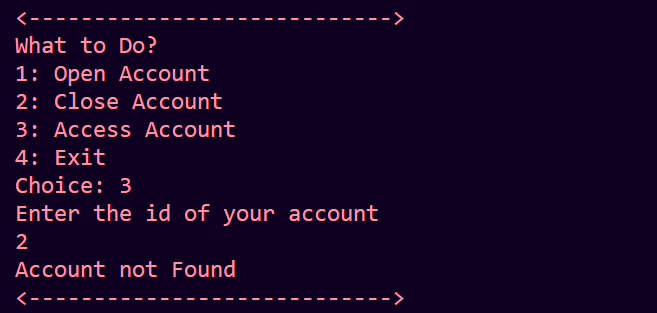 <---------------------------->
What to Do?
1: Open Account
2: Close Account
3: Access Account
4: Exit
Choice: 3
Enter the id of your account
2
Account not Found
<---------------------------->